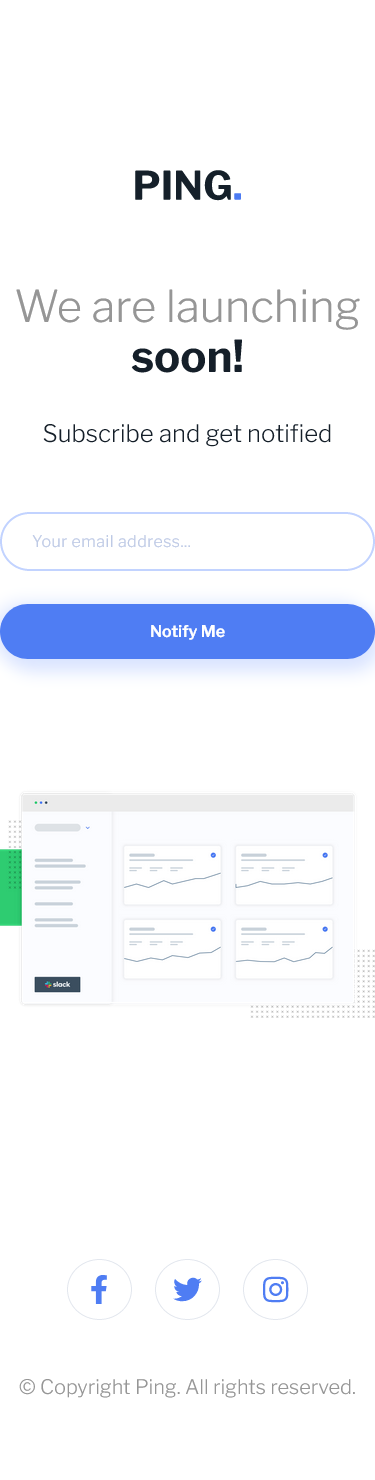 PING.
We are launching
soon!
Subscribe and get notified
Your email address...
Notify Me
slack
© Copyright Ping. All rights reserved.